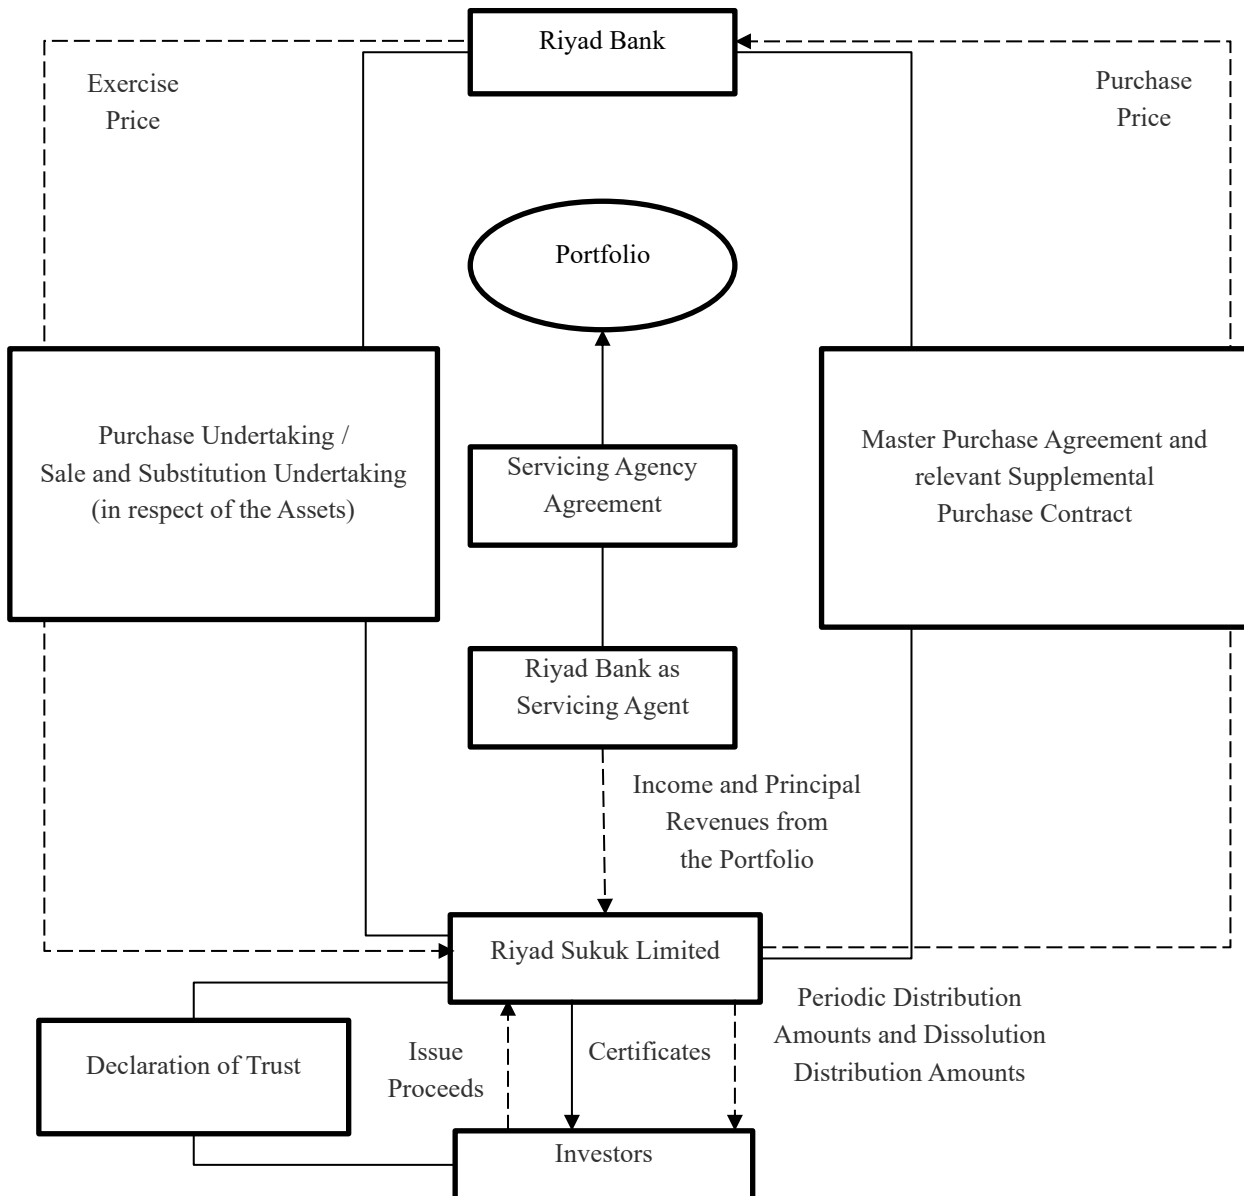 Riyad Bank
Exercise
Price
Purchase
Price
Portfolio
Purchase Undertaking /
Sale and Substitution Undertaking
(in respect of the Assets)
Servicing Agency
Agreement
Master Purchase Agreement and
relevant Supplemental
Purchase Contract
Riyad Bank as
Servicing Agent
Income and Principal
Revenues from
the Portfolio
Riyad Sukuk Limited
Declaration of Trust
Issue
Proceeds
Certificates
Periodic Distribution
Amounts and Dissolution
Distribution Amounts
Investors